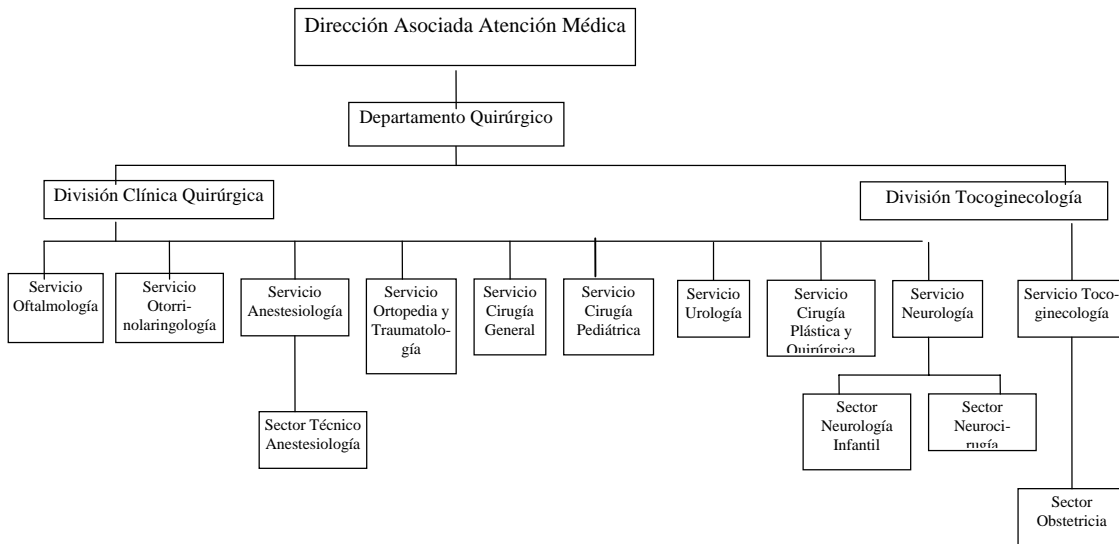 Dirección Asociada Atención Médica
Departamento Quirúrgico
División Clínica Quirúrgica
División Tocoginecología
Servicio
Oftalmología
Servicio
Otorri-
nolaringología
Servicio
Anestesiología
Servicio
Ortopedia y
Traumatolo-
gía
Servicio
Cirugía
General
Servicio
Cirugía
Pediátrica
Servicio
Urología
Servicio
Cirugía
Plástica y
Quirúrgica
Servicio
Neurología
Servicio Toco-
ginecología
Sector Técnico
Anestesiología
Sector
Neurología
Infantil
Sector
Neuroci-
rugía
Sector
Obstetricia